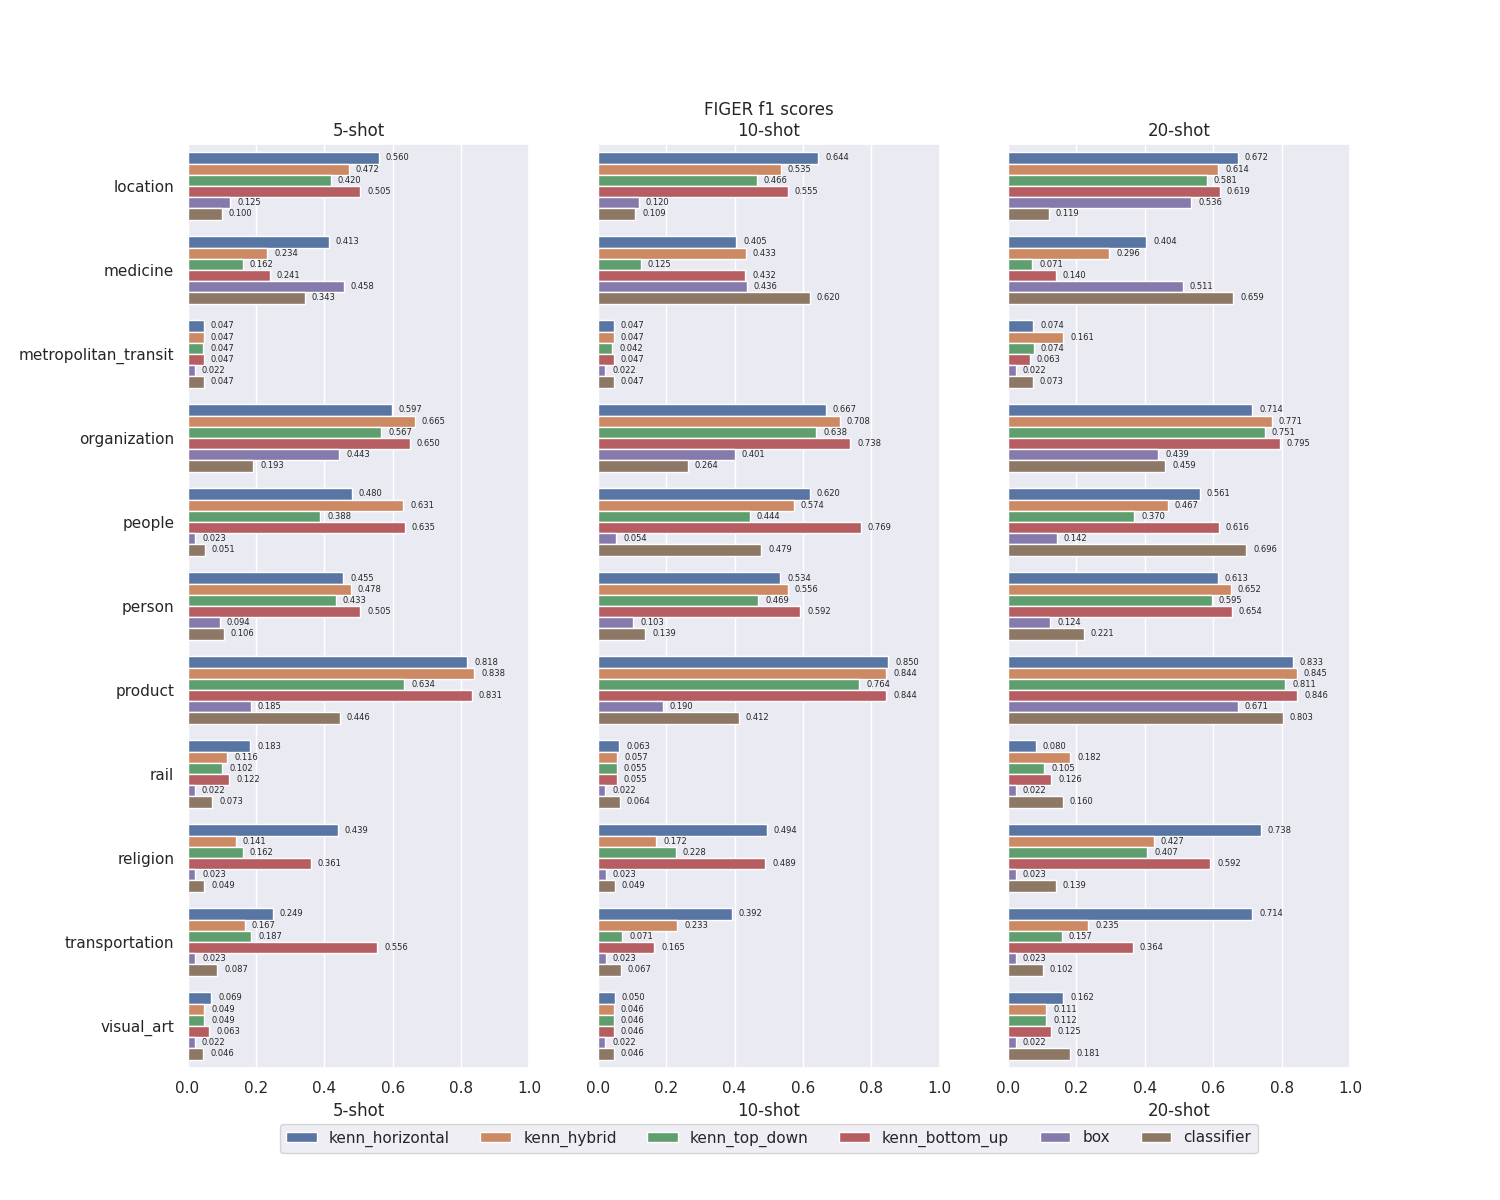 FIGER f1 scores
5-shot 10-shot 20-shot
location
0.560 0.644 0.672
0.472 0.535 0.614
0.420 0.466 0.581
0.505 0.555 0.619
0.125 0.120 0.536
0.100 0.109 0.119
medicine
0.413 0.405 0.404
0.234 0.433 0.296
0.162 0.125 0.071
0.241 0.432 0.140
0.458 0.436 0.511
0.343 0.620 0.659
metropolitan_transit
0.047 0.047 0.074
0.047 0.047 0.161
0.047 0.042 0.074
0.047 0.047 0.063
0.022 0.022 0.022
0.047 0.047 0.073
organization
0.597 0.667 0.714
0.665 0.708 0.771
0.567 0.638 0.751
0.650 0.738 0.795
0.443 0.401 0.439
0.193 0.264 0.459
people
0.480 0.620 0.561
0.631 0.574 0.467
0.388 0.444 0.370
0.635 0.769 0.616
0.023 0.054 0.142
0.051 0.479 0.696
person
0.455 0.534 0.613
0.478 0.556 0.652
0.433 0.469 0.595
0.505 0.592 0.654
0.094 0.103 0.124
0.106 0.139 0.221
product
0.818 0.850 0.833
0.838 0.844 0.845
0.634 0.764 0.811
0.831 0.844 0.846
0.185 0.190 0.671
0.446 0.412 0.803
rail
0.183 0.063 0.080
0.116 0.057 0.182
0.102 0.055 0.105
0.122 0.055 0.126
0.022 0.022 0.022
0.073 0.064 0.160
religion
0.439 0.494 0.738
0.141 0.172 0.427
0.162 0.228 0.407
0.361 0.489 0.592
0.023 0.023 0.023
0.049 0.049 0.139
transportation
0.249 0.392 0.714
0.167 0.233 0.235
0.187 0.071 0.157
0.556 0.165 0.364
0.023 0.023 0.023
0.087 0.067 0.102
visual_art
0.069 0.050 0.162
0.049 0.046 0.111
0.049 0.046 0.112
0.063 0.046 0.125
0.022 0.022 0.022
0.046 0.046 0.181
0.0 0.2 0.4 0.6 0.8 1.0 0.0 0.2 0.4 0.6 0.8 1.0 0.0 0.2 0.4 0.6 0.8 1.0
5-shot 10-shot 20-shot
kenn_horizontal kenn_hybrid kenn_top_down kenn_bottom_up box classifier